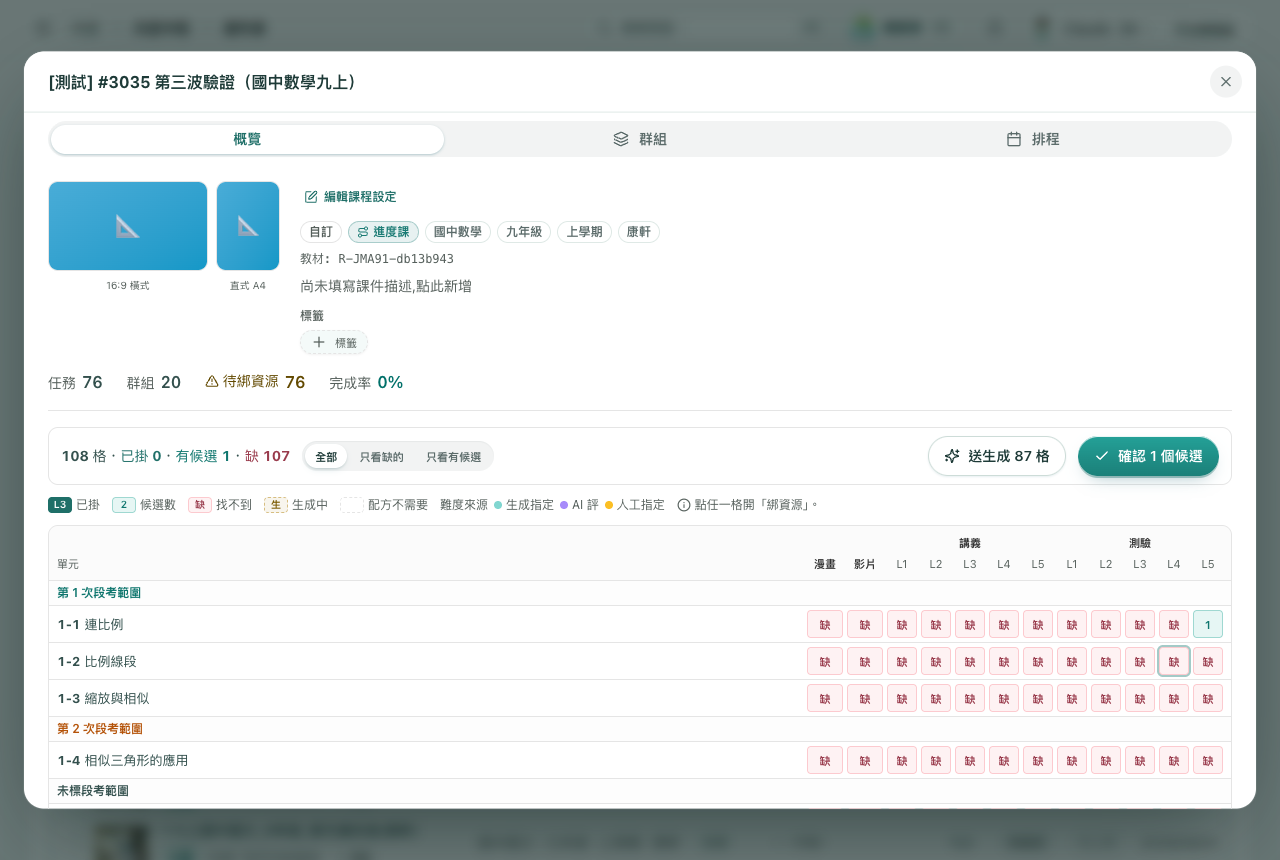 [測試] #3035 第三波驗證（國中數學九上）
概覽
群組
排程
編輯課程設定
自訂 進度課 國中數學 九年級 上學期 康軒
教材: R-JMA91-db13b943
16:9 橫式 直式 A4
尚未填寫課件描述,點此新增
標籤
標籤
任務 76 群組 20 待綁資源 76 完成率 0%
108 格・已掛 0・有候選 1・缺 107 全部 只看缺的 只看有候選 送生成 87 格 確認 1 個候選
L3 已掛 2 候選數 缺 找不到 生 生成中 配方不需要 難度來源 生成指定 AI 評 人工指定 點任一格開「綁資源」。
講義 測驗
單元 漫畫 影片 L1 L2 L3 L4 L5 L1 L2 L3 L4 L5
第 1 次段考範圍
1-1 連比例 缺 缺 缺 缺 缺 缺 缺 缺 缺 缺 缺 1
1-2 比例線段 缺 缺 缺 缺 缺 缺 缺 缺 缺 缺 缺 缺
1-3 縮放與相似 缺 缺 缺 缺 缺 缺 缺 缺 缺 缺 缺 缺
第 2 次段考範圍
1-4 相似三角形的應用 缺 缺 缺 缺 缺 缺 缺 缺 缺 缺 缺 缺
未標段考範圍